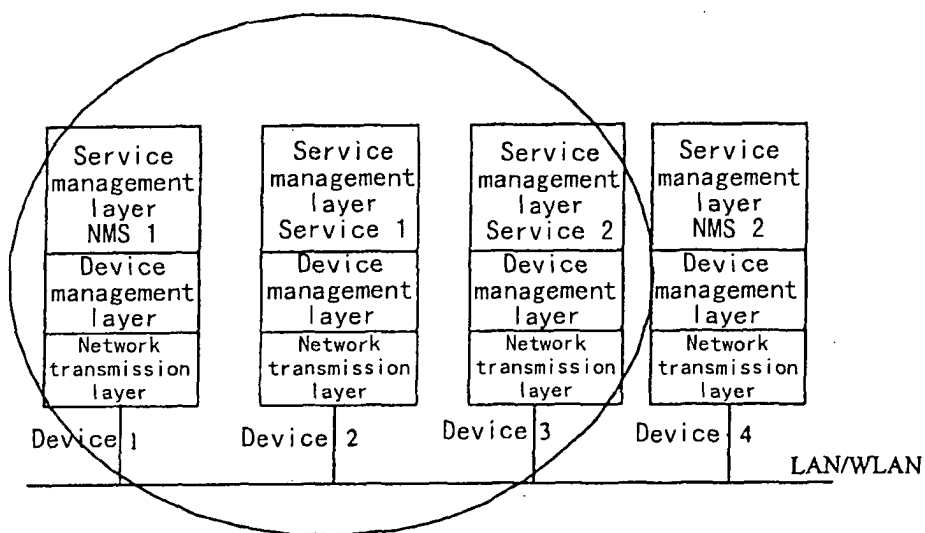 Service
management
layer
NMS 1
Device
management
layer
Network
transmission
layer
Device 1
Service
management
layer
Service 1
Device
management
layer
Network
transmission
layer
Device 2
Service
management
layer
Service 2
Device
management
layer
Network
transmission
layer
Device 3
Service
management
layer
NMS 2
Device
management
layer
Network
transmission
layer
Device 4
LAN/WLAN